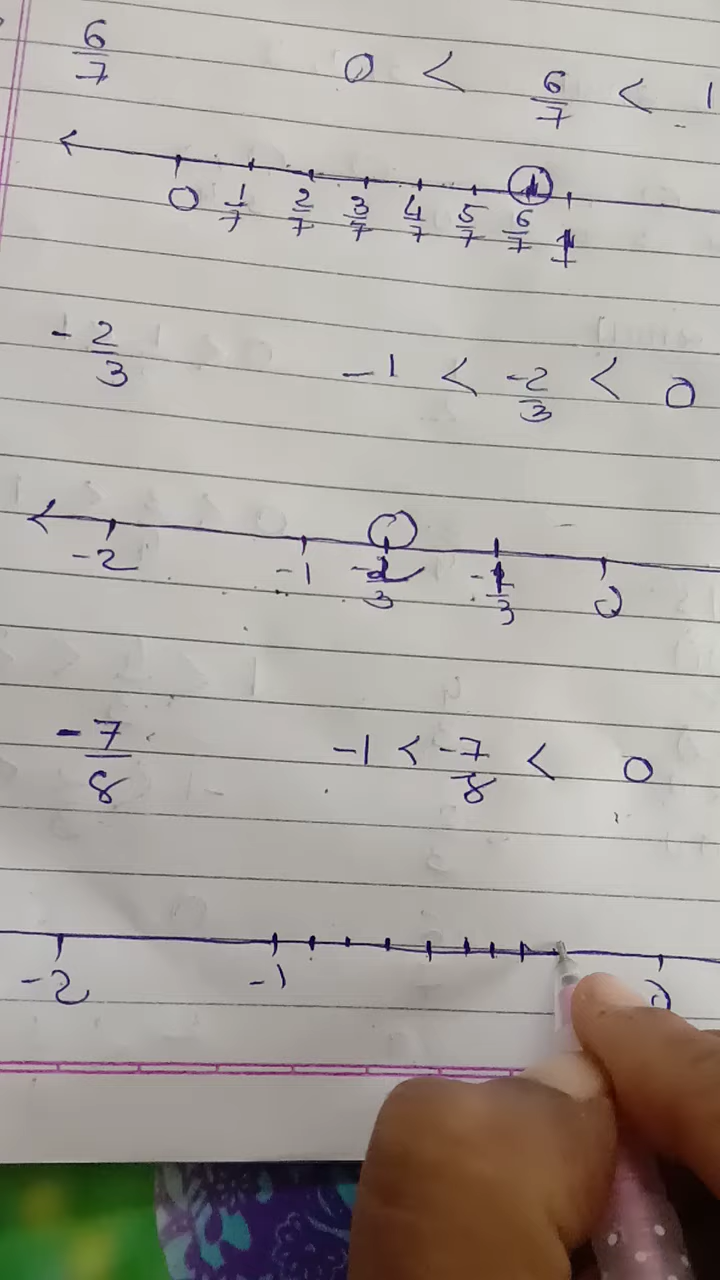 6/7 0 < 6/7 < 1
0 1/7 2/7 3/7 4/7 5/7 6/7 1
-2/3 -1 < -2/3 < 0
-2 -1 -2/3 -1/3 0
-7/8 -1 < -7/8 < 0
-2 -1 0